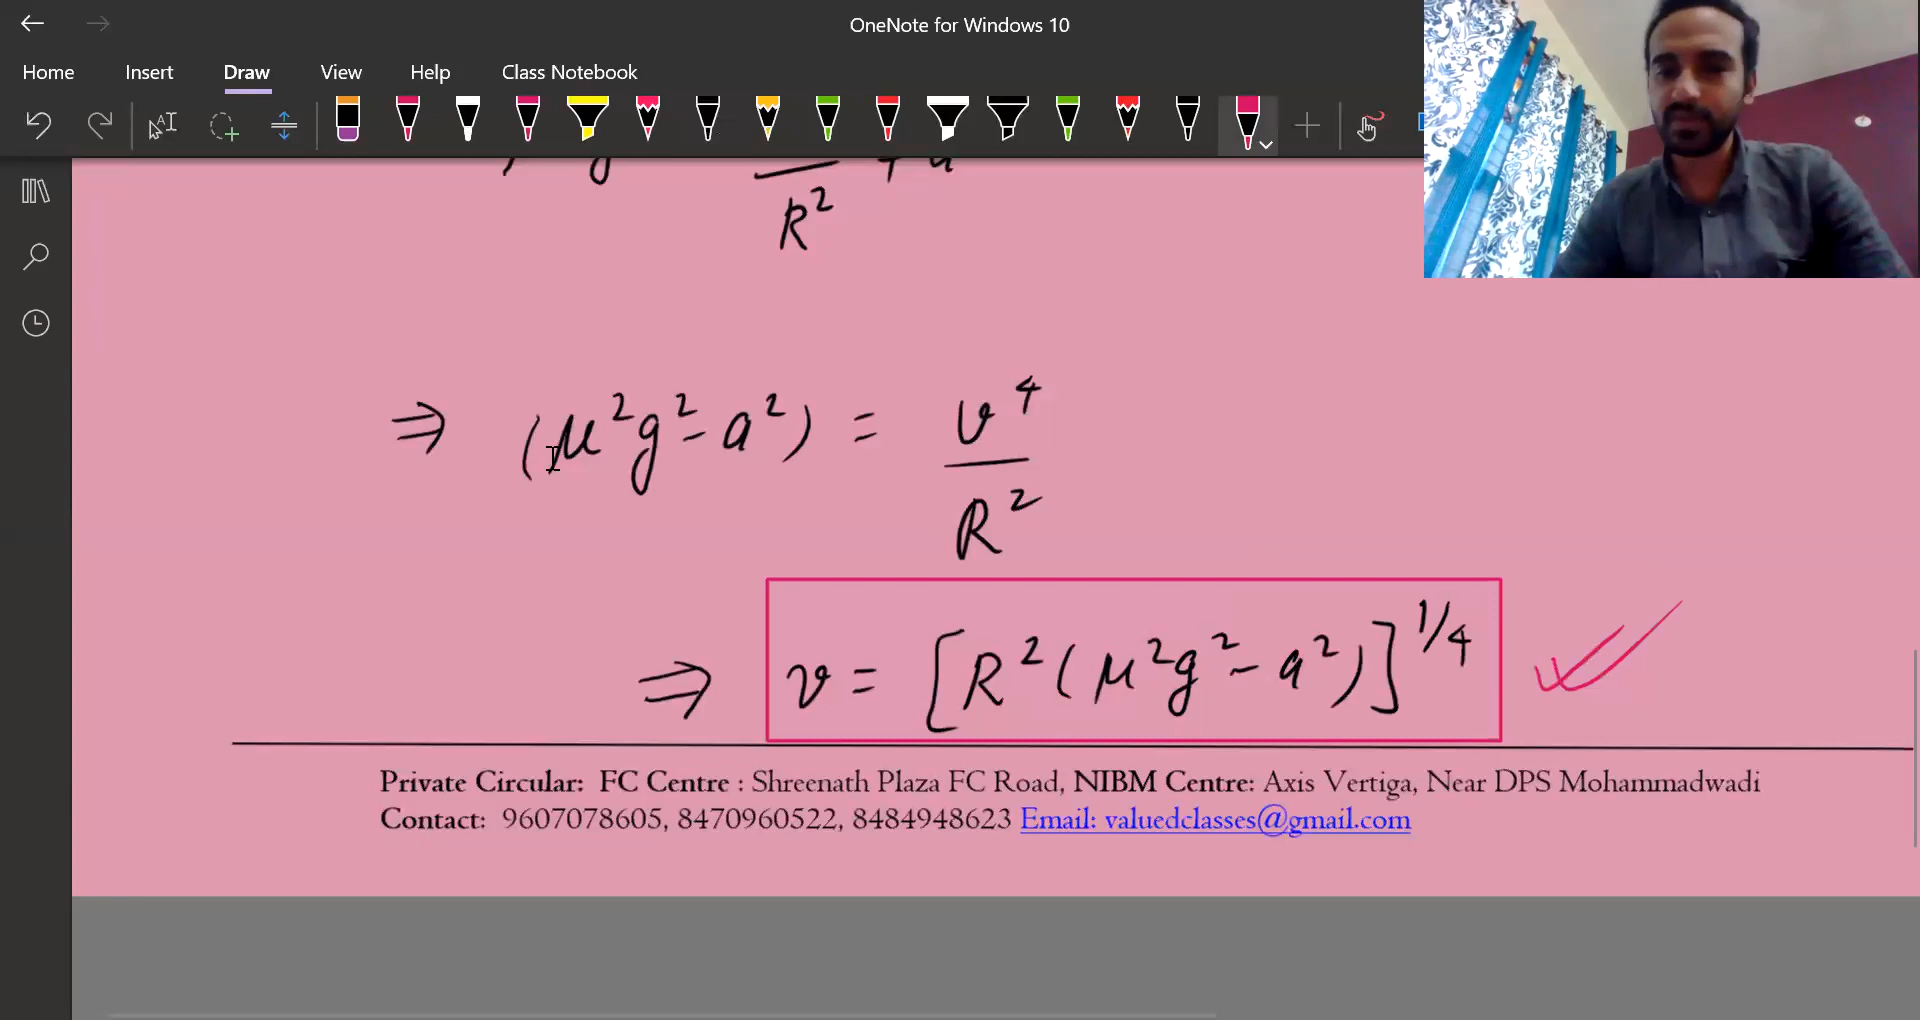 OneNote for Windows 10
Home Insert Draw View Help Class Notebook
R²
⇒ (μ²g² - a²) = v⁴/R²
⇒ v = [R²(μ²g² - a²)]^1/4
Private Circular: FC Centre : Shreenath Plaza FC Road, NIBM Centre: Axis Vertiga, Near DPS Mohammadwadi
Contact: 9607078605, 8470960522, 8484948623 Email: valuedclasses@gmail.com